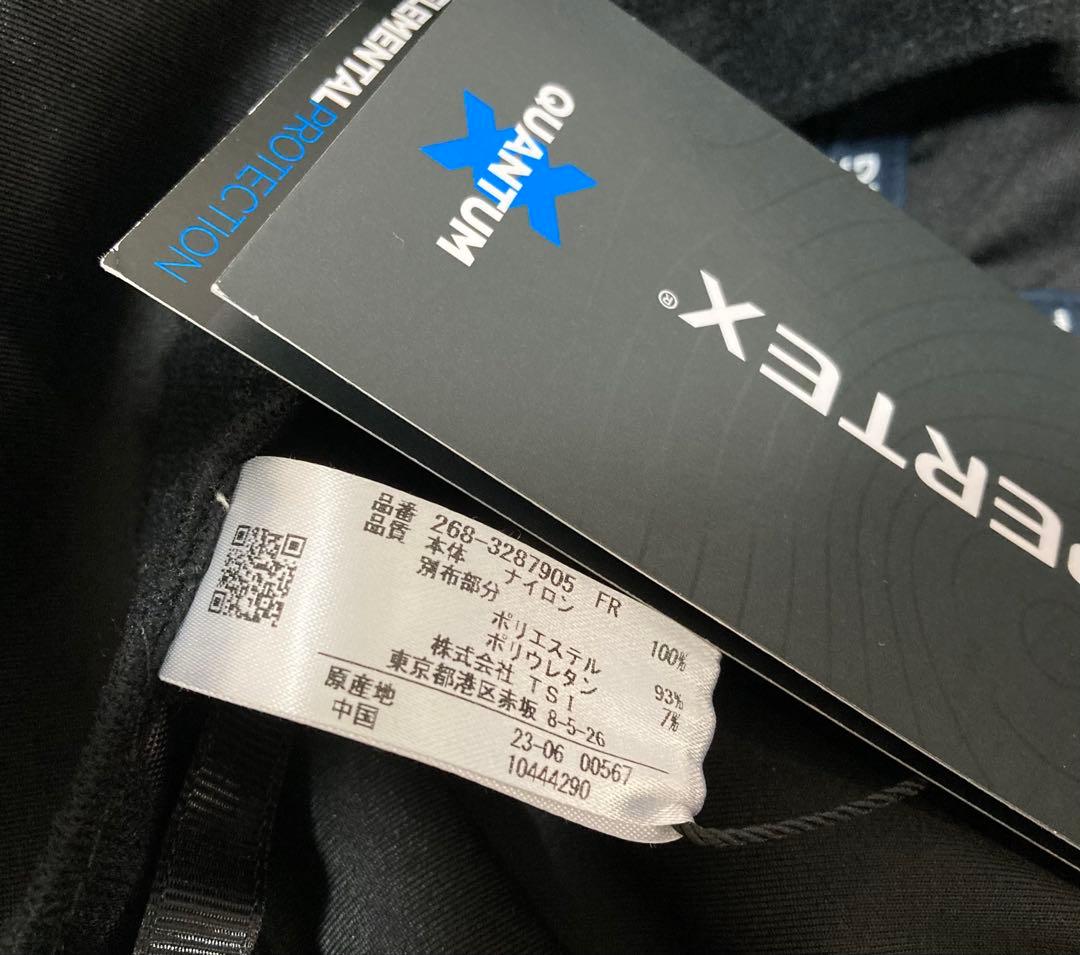 ELEMENTAL PROTECTION
QUANTUM
PERTEX®
品番 268-3287905 FR
品質 本体 ナイロン 100%
別布部分
ポリエステル 93%
ポリウレタン 7%
株式会社 TSI
東京都港区赤坂 8-5-26
原産地 23-06 00567
中国 10444290